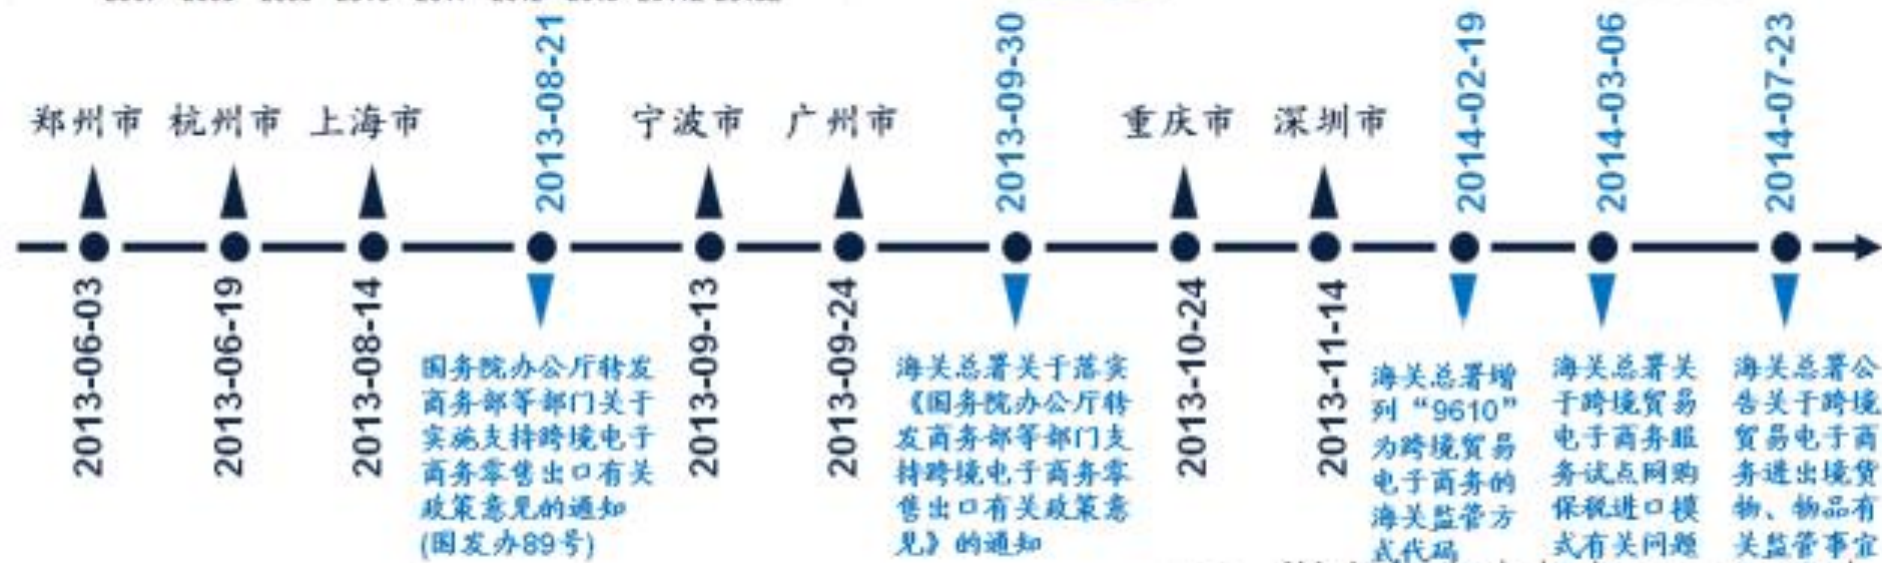 郑州市
杭州市
上海市
2013-08-21
宁波市
广州市
2013-09-30
重庆市
深圳市
2014-02-19
2014-03-06
2014-07-23
2013-06-03
2013-06-19
2013-08-14
国务院办公厅转发
商务部等部门关于
实施支持跨境电子
商务零售出口有关
政策意见的通知
(国发办89号)
2013-09-13
2013-09-24
海关总署关于落实
《国务院办公厅转
发商务部等部门支
持跨境电子商务零
售出口有关政策意
见》的通知
2013-10-24
2013-11-14
海关总署增
列“9610”
为跨境贸易
电子商务的
海关监管方
式代码
海关总署关
于跨境贸易
电子商务服
务试点网购
保税进口模
式有关问题
海关总署公
告关于跨境
贸易电子商
务进出境货
物、物品有
关监管事宜